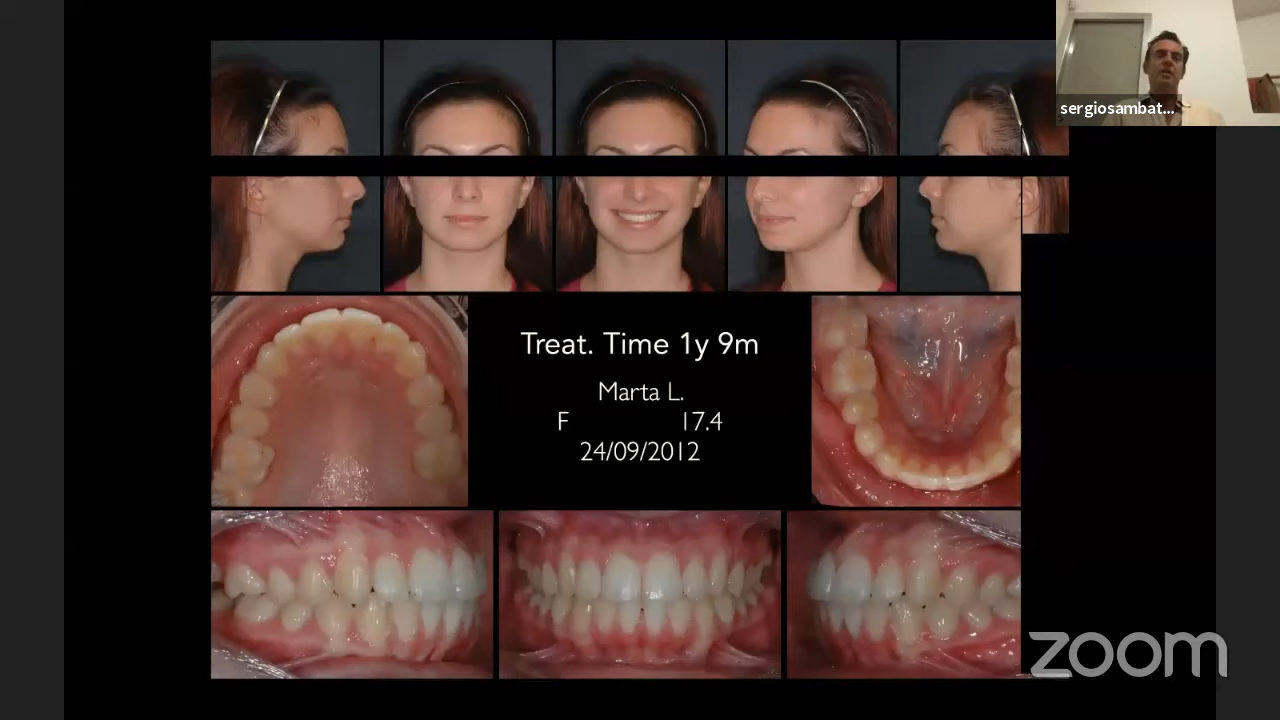 sergiosambat...
Treat. Time 1y 9m
Marta L.
F 17.4
24/09/2012
zoom